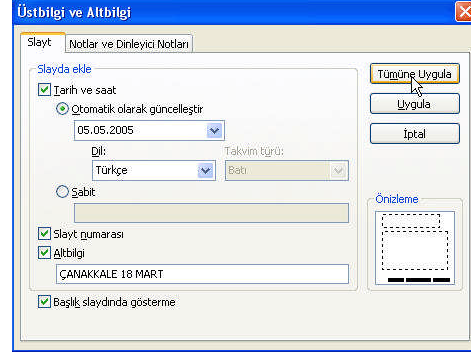 Üstbilgi ve Altbilgi
Slayt
Notlar ve Dinleyici Notları
Slayda ekle
Tarih ve saat
Otomatik olarak güncelleştir
05.05.2005
Dil:
Takvim türü:
Türkçe
Batı
Sabit
Slayt numarası
Altbilgi
ÇANAKKALE 18 MART
Başlık slaydında gösterme
Tümüne Uygula
Uygula
İptal
Önizleme